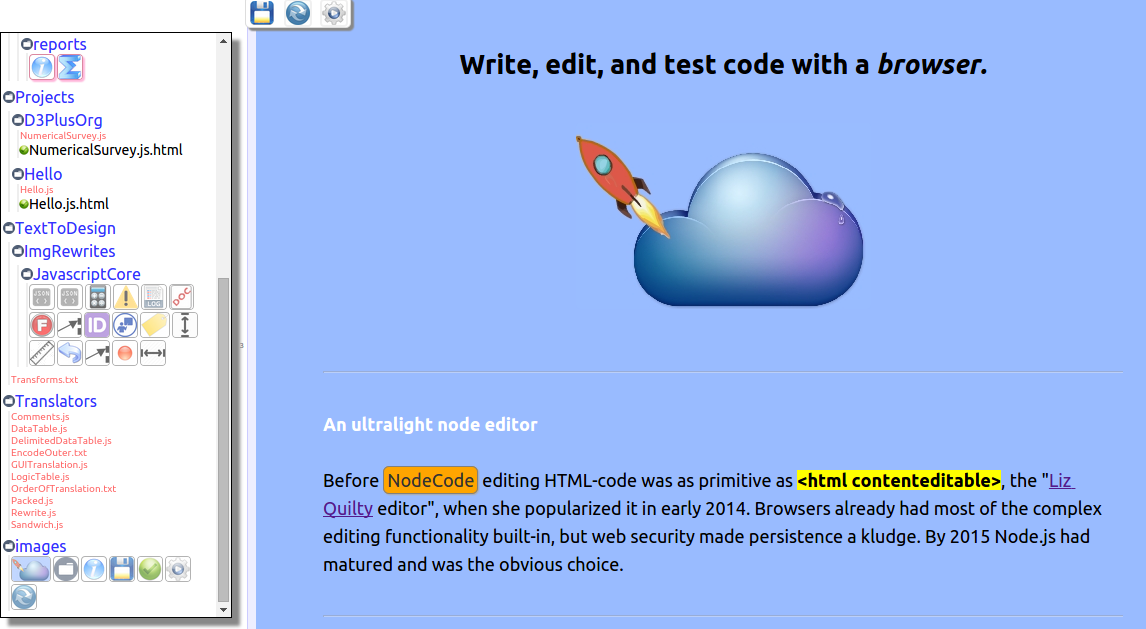 reports
Projects
D3PlusOrg
NumericalSurvey.js
NumericalSurvey.js.html
Hello
Hello.js
Hello.js.html
TextToDesign
ImgRewrites
JavascriptCore
LOG
DOC
F
ID
Transforms.txt
Translators
Comments.js
DataTable.js
DelimitedDataTable.js
EncodeOuter.txt
GUITranslation.js
LogicTable.js
OrderOfTranslation.txt
Packed.js
Rewrite.js
Sandwich.js
images
3
Write, edit, and test code with a browser.
An ultralight node editor
Before NodeCode editing HTML-code was as primitive as <html contenteditable>, the "Liz
Quilty editor", when she popularized it in early 2014. Browsers already had most of the complex
editing functionality built-in, but web security made persistence a kludge. By 2015 Node.js had
matured and was the obvious choice.